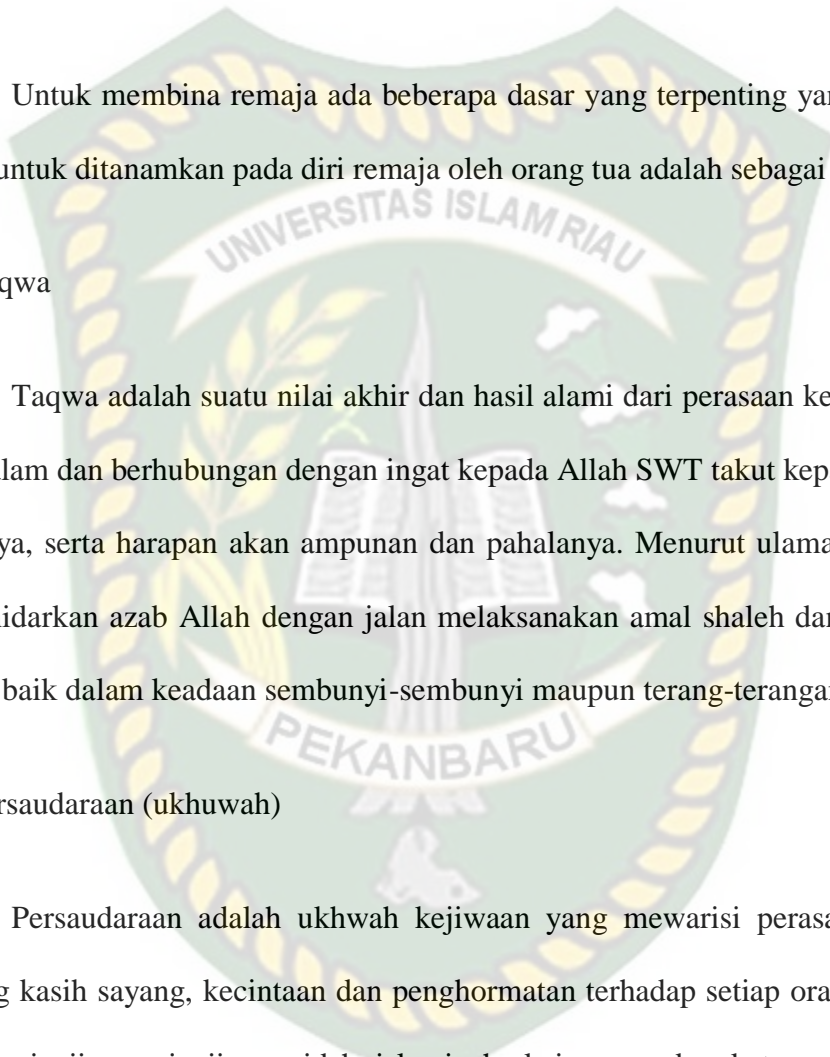 Untuk membina remaja ada beberapa dasar yang terpenting
untuk ditanamkan pada diri remaja oleh orang tua adalah sebagai
UNIVERSITAS ISLAM RIAU
qwa
Taqwa adalah suatu nilai akhir dan hasil alami dari perasaan ke
alam dan berhubungan dengan ingat kepada Allah SWT takut kep
ya, serta harapan akan ampunan dan pahalanya. Menurut ulama
idarkan azab Allah dengan jalan melaksanakan amal shaleh dan
baik dalam keadaan sembunyi-sembunyi maupun terang-terangan
PEKANBARU
rsaudaraan (ukhuwah)
Persaudaraan adalah ukhwah kejiwaan yang mewarisi perasa
g kasih sayang, kecintaan dan penghormatan terhadap setiap ora